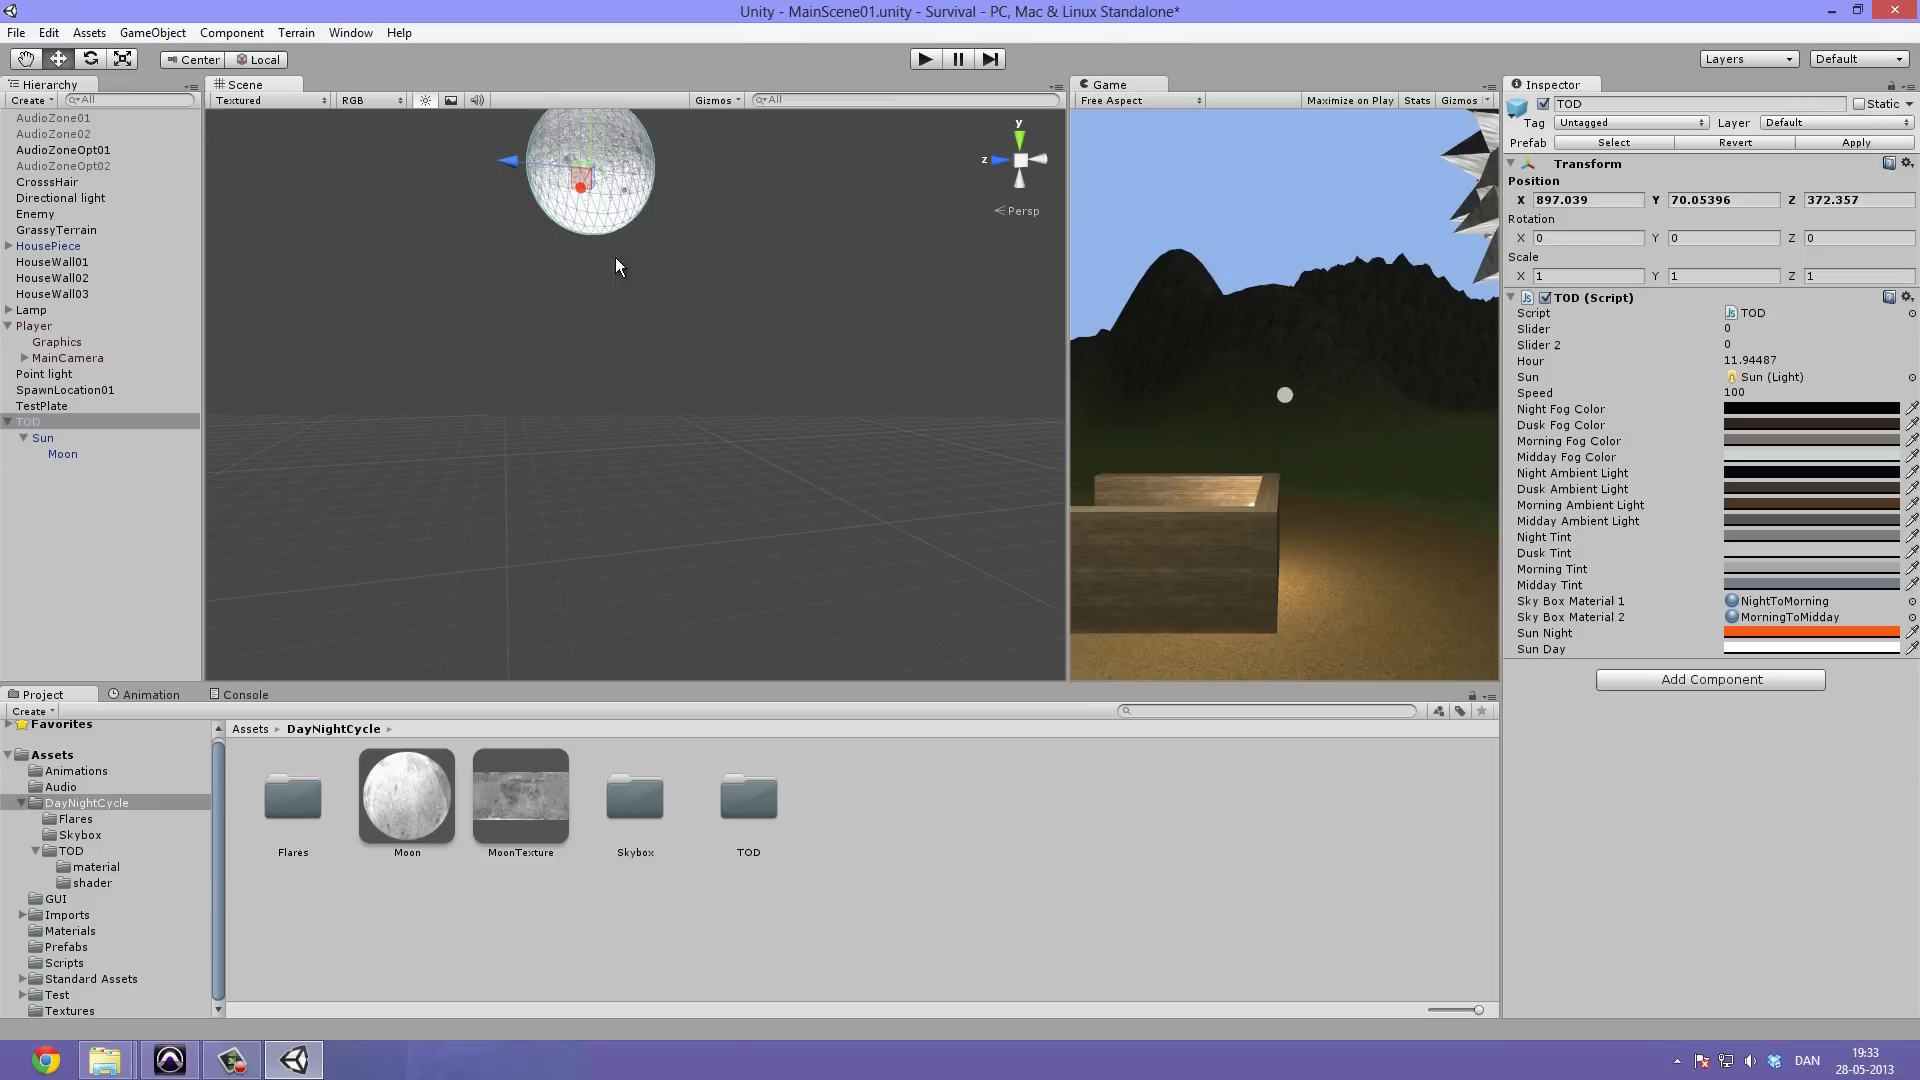 Unity - MainScene01.unity - Survival - PC, Mac & Linux Standalone*
File Edit Assets GameObject Component Terrain Window Help
Center Local Layers Default
Hierarchy
Create All
AudioZone01
AudioZone02
AudioZoneOpt01
AudioZoneOpt02
CrosssHair
Directional light
Enemy
GrassyTerrain
HousePiece
HouseWall01
HouseWall02
HouseWall03
Lamp
Player
Graphics
MainCamera
Point light
SpawnLocation01
TestPlate
TOD
Sun
Moon
Scene
Textured RGB Gizmos All
y
z
Persp
Game
Free Aspect Maximize on Play Stats Gizmos
Inspector
TOD Static
Tag Untagged Layer Default
Prefab Select Revert Apply
Transform
Position
X 897.039 Y 70.05396 Z 372.357
Rotation
X 0 Y 0 Z 0
Scale
X 1 Y 1 Z 1
TOD (Script)
Script TOD
Slider 0
Slider 2 0
Hour 11.94487
Sun Sun (Light)
Speed 100
Night Fog Color
Dusk Fog Color
Morning Fog Color
Midday Fog Color
Night Ambient Light
Dusk Ambient Light
Morning Ambient Light
Midday Ambient Light
Night Tint
Dusk Tint
Morning Tint
Midday Tint
Sky Box Material 1 NightToMorning
Sky Box Material 2 MorningToMidday
Sun Night
Sun Day
Add Component
Project Animation Console
Create
Favorites
Assets
Animations
Audio
DayNightCycle
Flares
Skybox
TOD
material
shader
GUI
Imports
Materials
Prefabs
Scripts
Standard Assets
Test
Textures
Assets DayNightCycle
Flares Moon MoonTexture Skybox TOD
DAN
19:33
28-05-2013